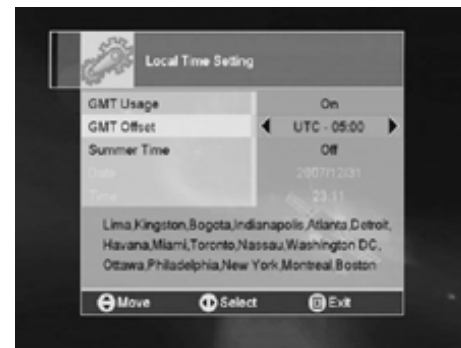 Local Time Setting
GMT Usage On
GMT Offset UTC - 05:00
Summer Time Off
Date 2007/12/31
Time 23:11
Lima,Kingston,Bogota,Indianapolis,Atlanta,Detroit,
Havana,Miami,Toronto,Nassau,Washington DC,
Ottawa,Philadelphia,New York,Montreal,Boston
Move Select Exit